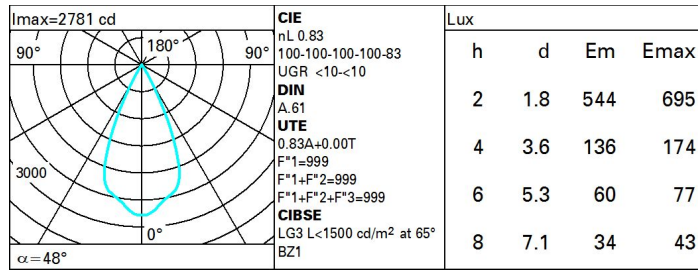 Imax=2781 cd
90° 180° 90°
3000
0°
α=48°
CIE
nL 0.83
100-100-100-100-83
UGR <10-<10
DIN
A.61
UTE
0.83A+0.00T
F"1=999
F"1+F"2=999
F"1+F"2+F"3=999
CIBSE
LG3 L<1500 cd/m² at 65°
BZ1
Lux
h d Em Emax
2 1.8 544 695
4 3.6 136 174
6 5.3 60 77
8 7.1 34 43